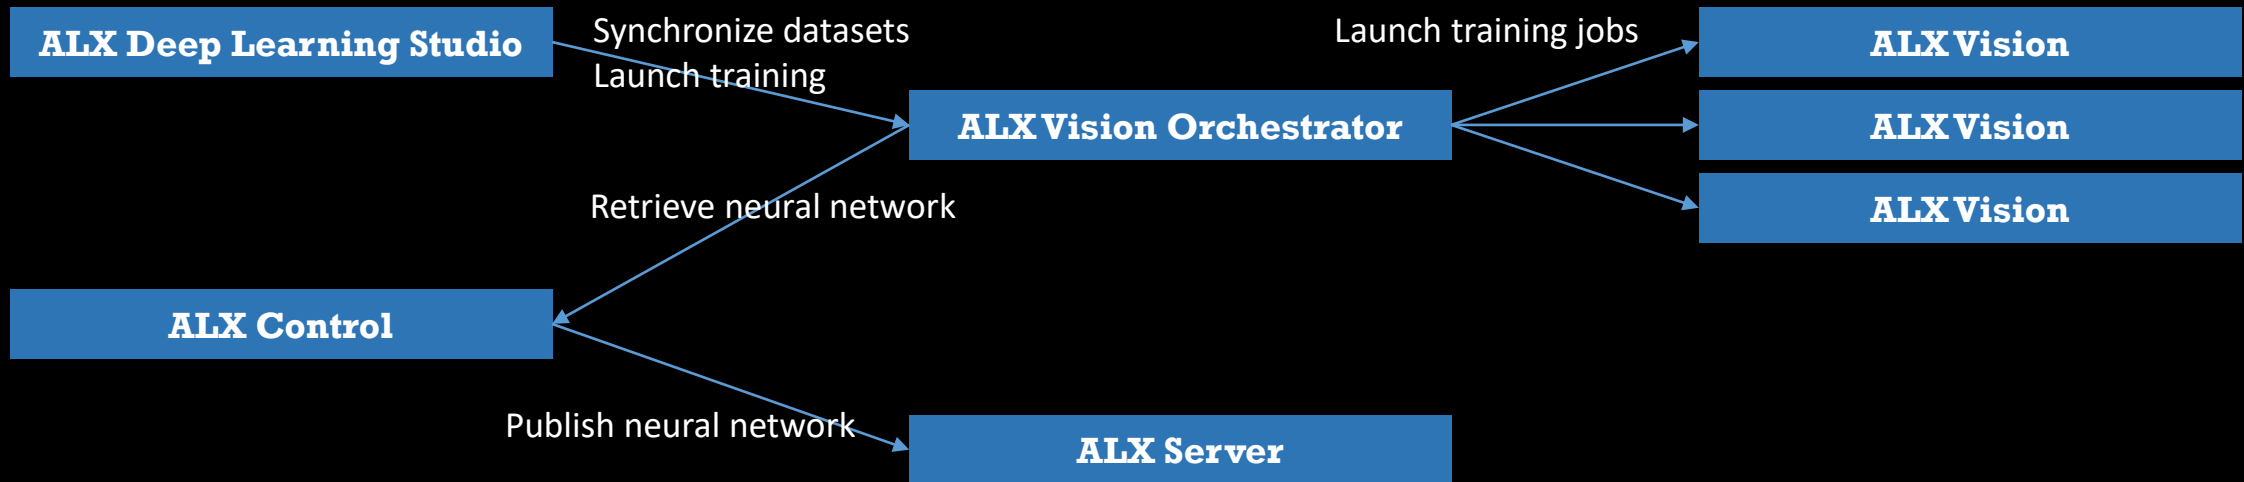 ALX Deep Learning Studio
Synchronize datasets
Launch training
Launch training jobs
ALX Vision
ALX Vision Orchestrator
ALX Vision
ALX Vision
Retrieve neural network
ALX Control
Publish neural network
ALX Server